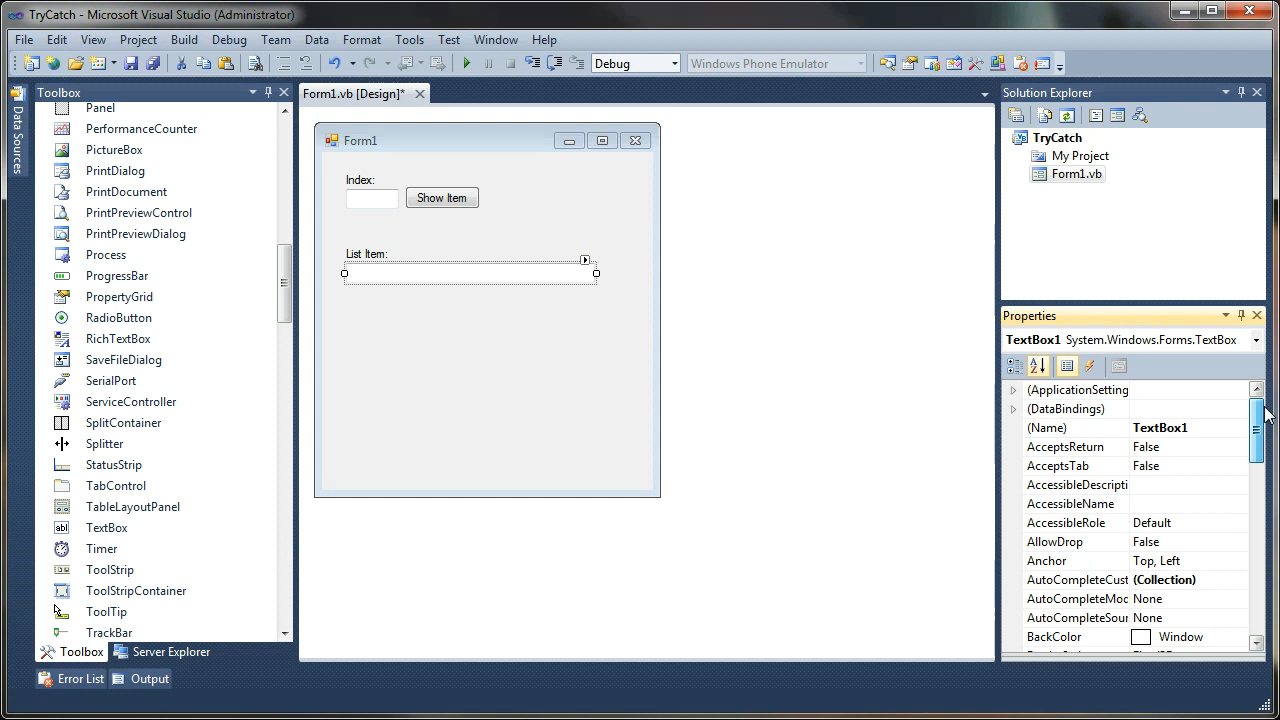 TryCatch - Microsoft Visual Studio (Administrator)
File Edit View Project Build Debug Team Data Format Tools Test Window Help
Debug Windows Phone Emulator
Data Sources
Toolbox
Panel
PerformanceCounter
PictureBox
PrintDialog
PrintDocument
PrintPreviewControl
PrintPreviewDialog
Process
ProgressBar
PropertyGrid
RadioButton
RichTextBox
SaveFileDialog
SerialPort
ServiceController
SplitContainer
Splitter
StatusStrip
TabControl
TableLayoutPanel
TextBox
Timer
ToolStrip
ToolStripContainer
ToolTip
TrackBar
Toolbox Server Explorer
Error List Output
Form1.vb [Design]*
Form1
Index:
Show Item
List Item:
Solution Explorer
TryCatch
My Project
Form1.vb
Properties
TextBox1 System.Windows.Forms.TextBox
(ApplicationSetting
(DataBindings)
(Name) TextBox1
AcceptsReturn False
AcceptsTab False
AccessibleDescripti
AccessibleName
AccessibleRole Default
AllowDrop False
Anchor Top, Left
AutoCompleteCust (Collection)
AutoCompleteMod None
AutoCompleteSour None
BackColor Window